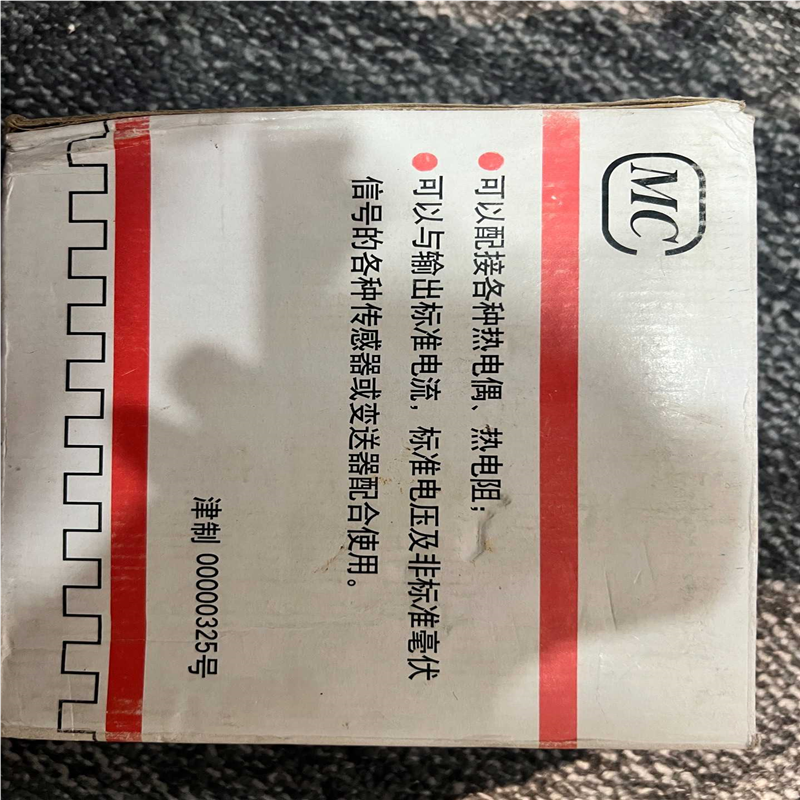 MC
● 可以配接各种热电偶、热电阻；
● 可以与输出标准电流，标准电压及非标准毫伏
信号的各种传感器或变送器配合使用。
津制 00000325号